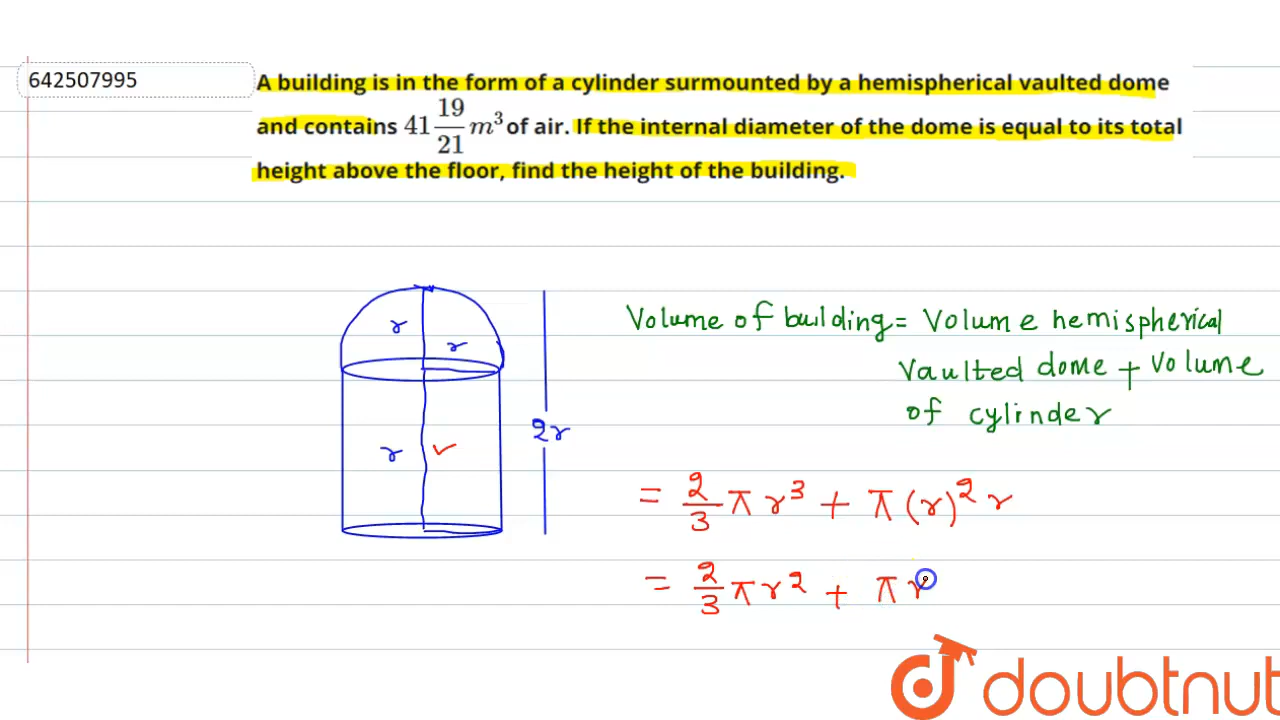 642507995
A building is in the form of a cylinder surmounted by a hemispherical vaulted dome
and contains 41 19/21 m³ of air. If the internal diameter of the dome is equal to its total
height above the floor, find the height of the building.
r
r
r
2r
Volume of building = Volume hemispherical
Vaulted dome + Volume
of cylinder
= 2/3 π r³ + π (r)² r
= 2/3 π r² + π r
doubtnut